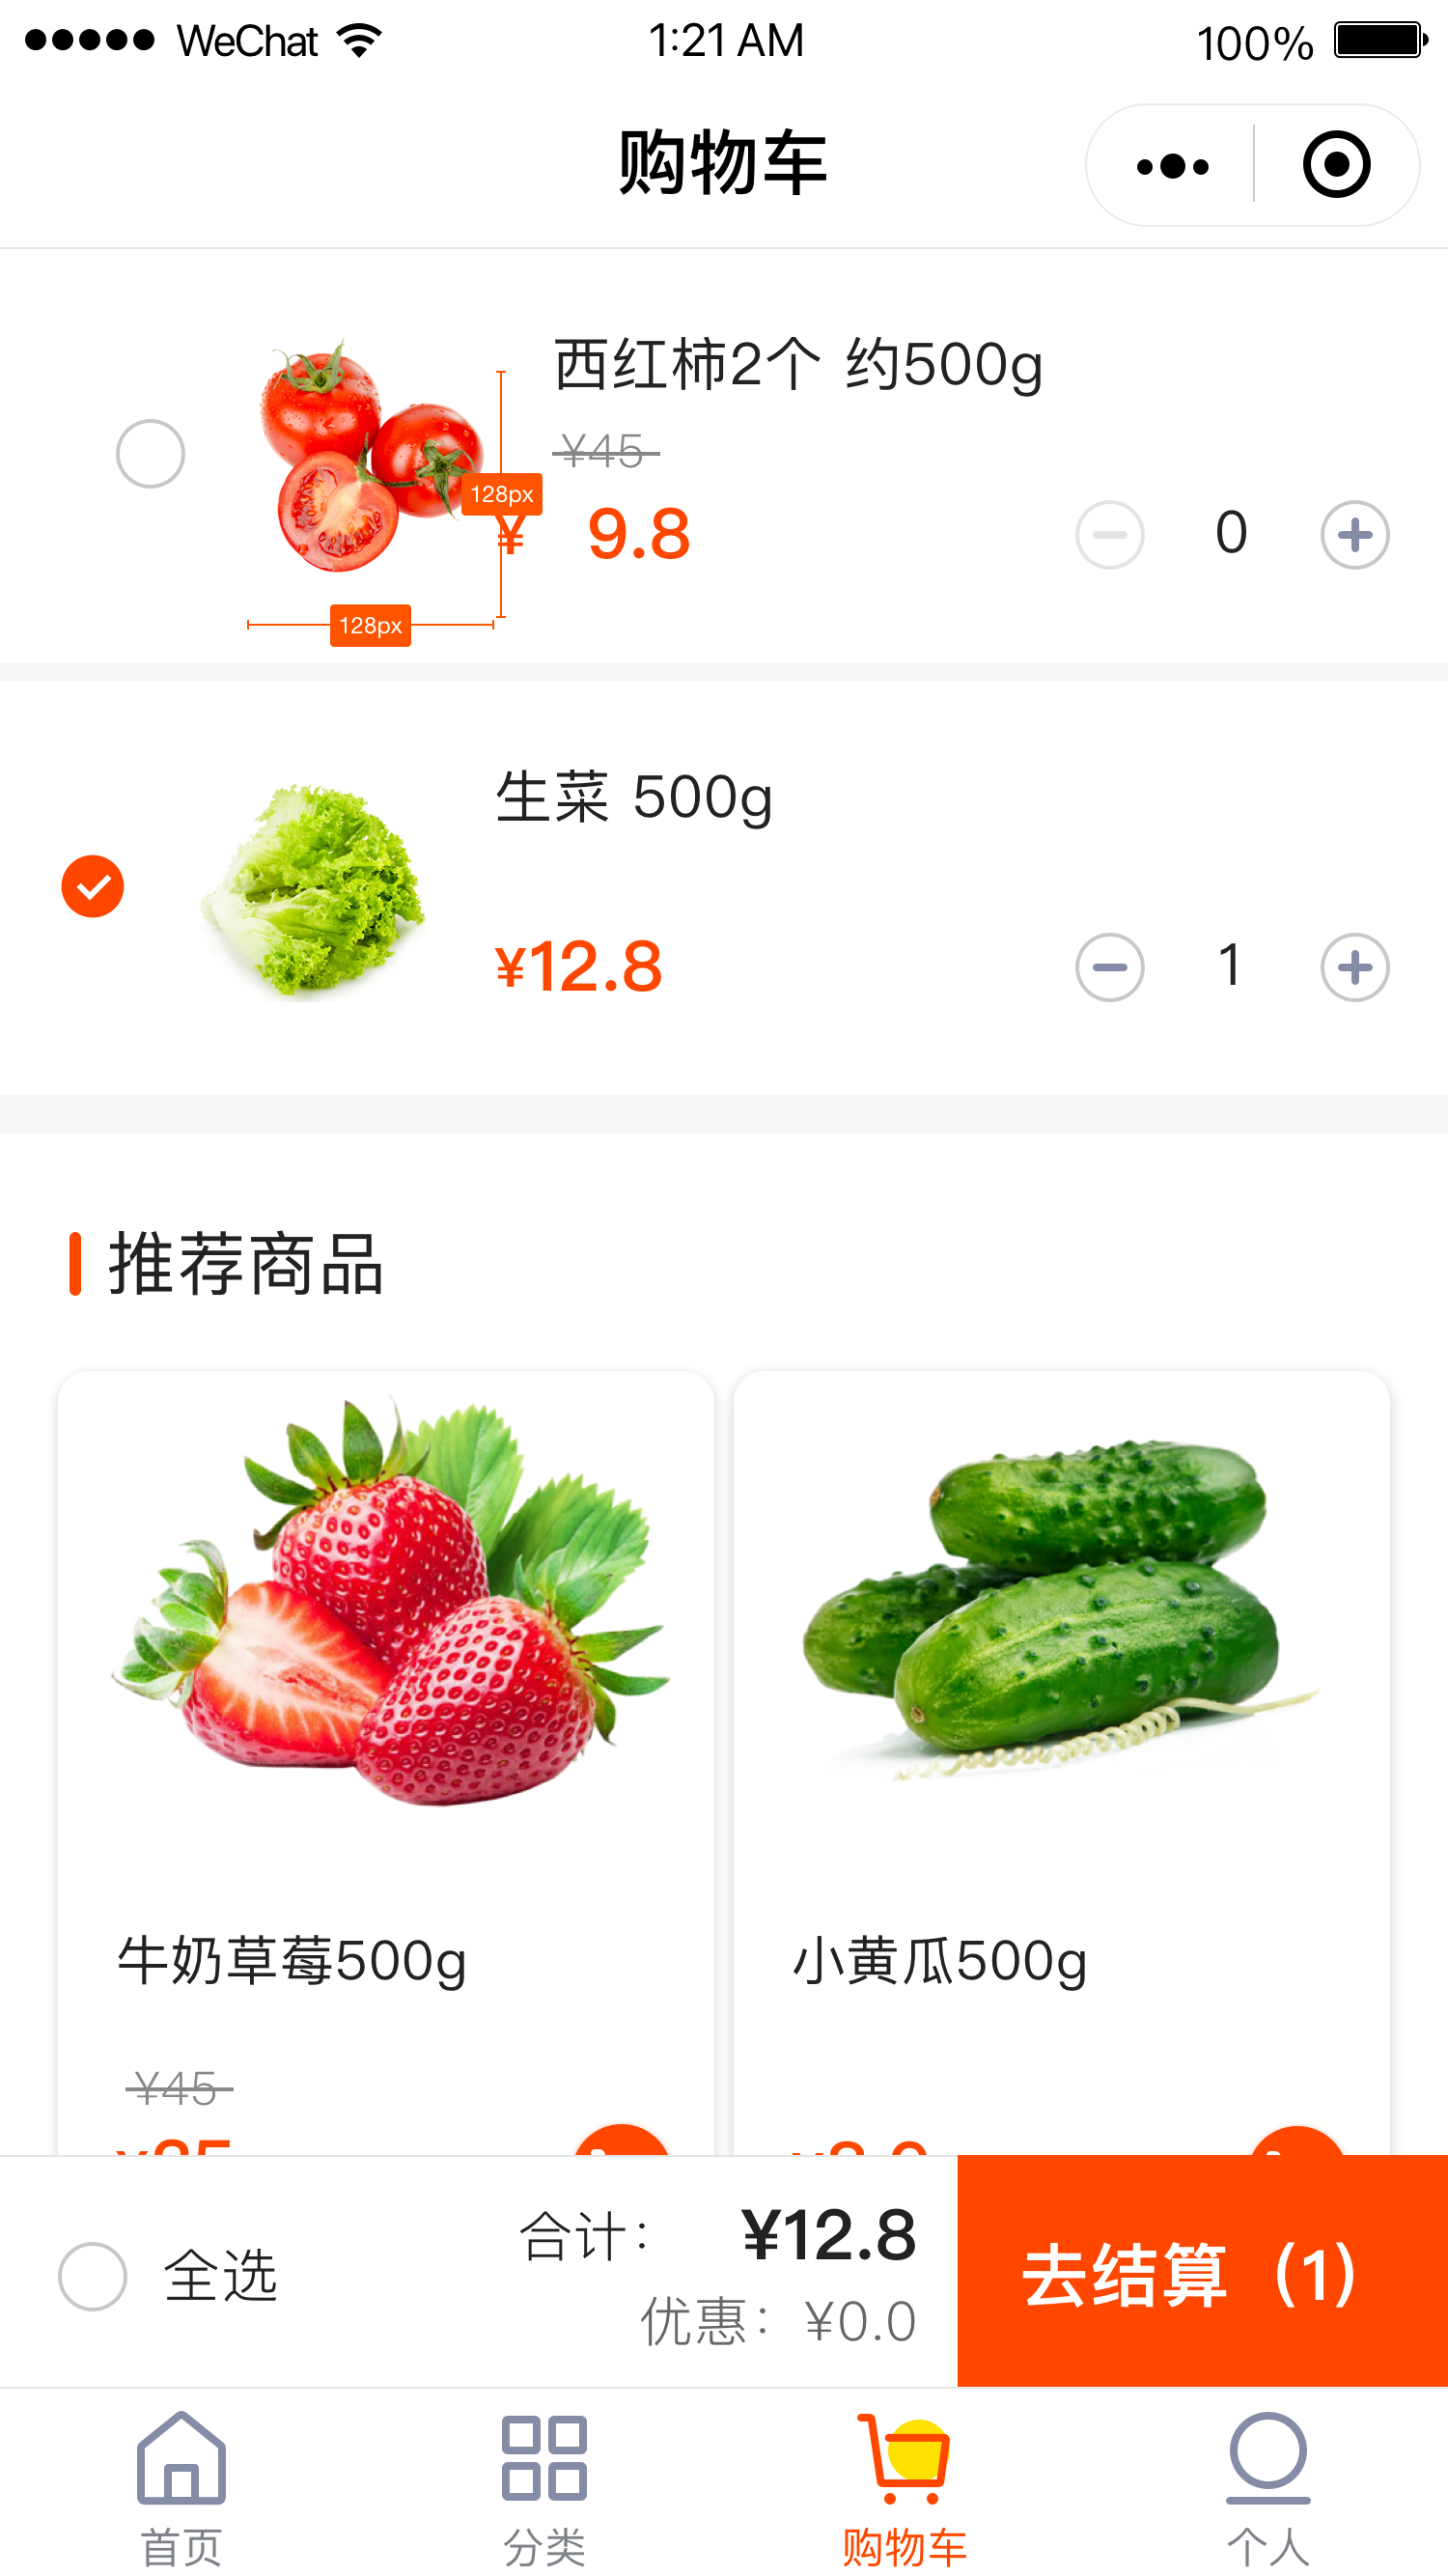 WeChat 1:21 AM 100%
购物车
西红柿2个 约500g
¥45
128px
¥ 9.8
0
128px
生菜 500g
¥12.8
1
推荐商品
牛奶草莓500g
小黄瓜500g
¥45
合计： ¥12.8
全选
去结算（1)
优惠：¥0.0
首页
分类
购物车
个人